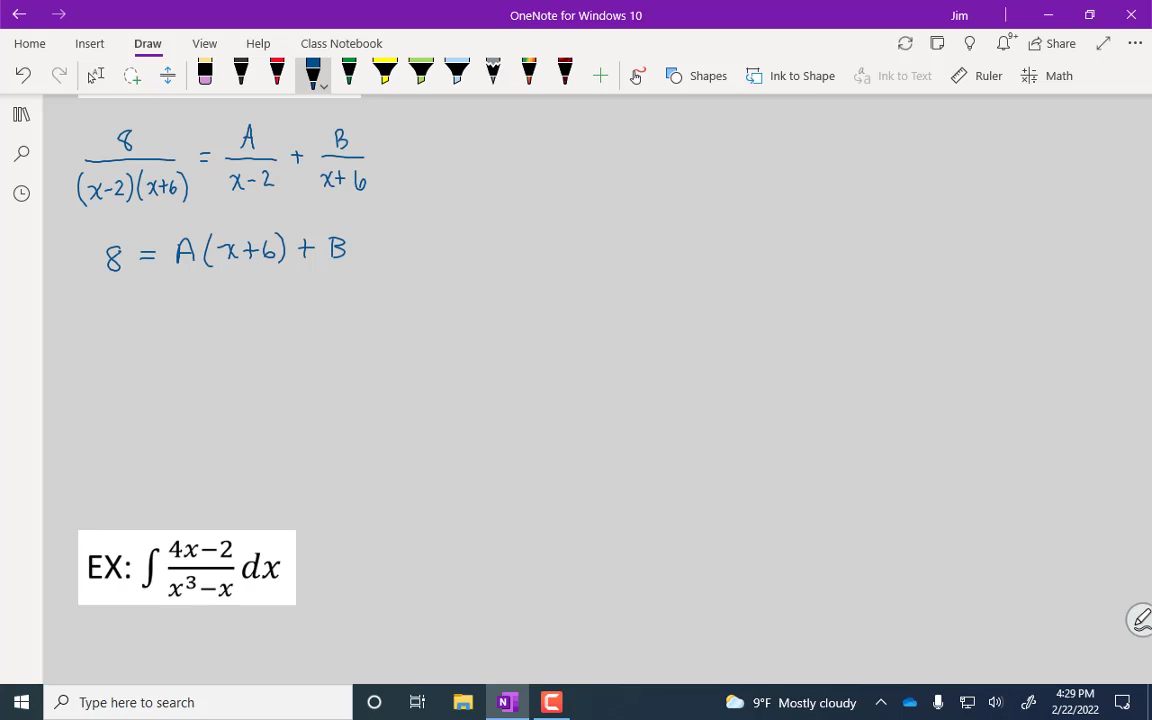 OneNote for Windows 10
Jim
Home Insert Draw View Help Class Notebook
9+
Share
Shapes Ink to Shape Ink to Text Ruler Math
8/((x-2)(x+6)) = A/(x-2) + B/(x+6)
8 = A(x+6) + B
EX: ∫ (4x−2)/(x³−x) dx
Type here to search
N
C
9°F Mostly cloudy
4:29 PM
2/22/2022